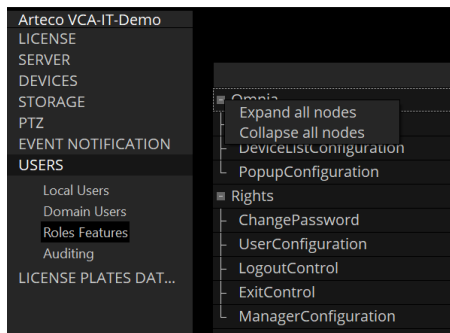 Arteco VCA-IT-Demo
LICENSE
SERVER
DEVICES
STORAGE
PTZ
EVENT NOTIFICATION
USERS
Local Users
Domain Users
Roles Features
Auditing
LICENSE PLATES DAT...
Omnia
Expand all nodes
Collapse all nodes
DeviceListConfiguration
PopupConfiguration
Rights
ChangePassword
UserConfiguration
LogoutControl
ExitControl
ManagerConfiguration